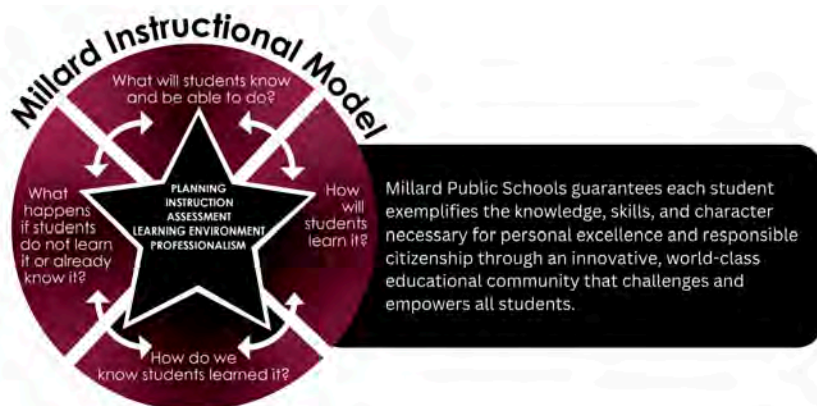 Millard Instructional Model
What will students know
and be able to do?
What
happens
if students
do not learn
it or already
know it?
PLANNING
INSTRUCTION
ASSESSMENT
LEARNING ENVIRONMENT
PROFESSIONALISM
How
will
students
learn it?
How do we
know students learned it?
Millard Public Schools guarantees each student
exemplifies the knowledge, skills, and character
necessary for personal excellence and responsible
citizenship through an innovative, world-class
educational community that challenges and
empowers all students.